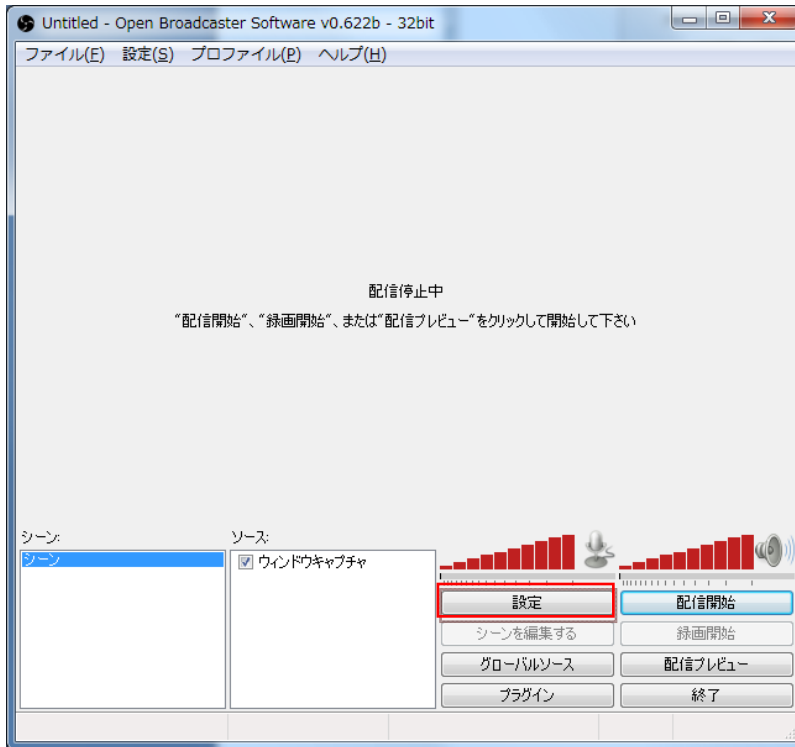 Untitled - Open Broadcaster Software v0.622b - 32bit
ファイル(F) 設定(S) プロファイル(P) ヘルプ(H)
配信停止中
"配信開始"、"録画開始"、または"配信プレビュー"をクリックして開始して下さい
シーン: ソース:
シーン
ウィンドウキャプチャ
設定 配信開始
シーンを編集する 録画開始
グローバルソース 配信プレビュー
プラグイン 終了